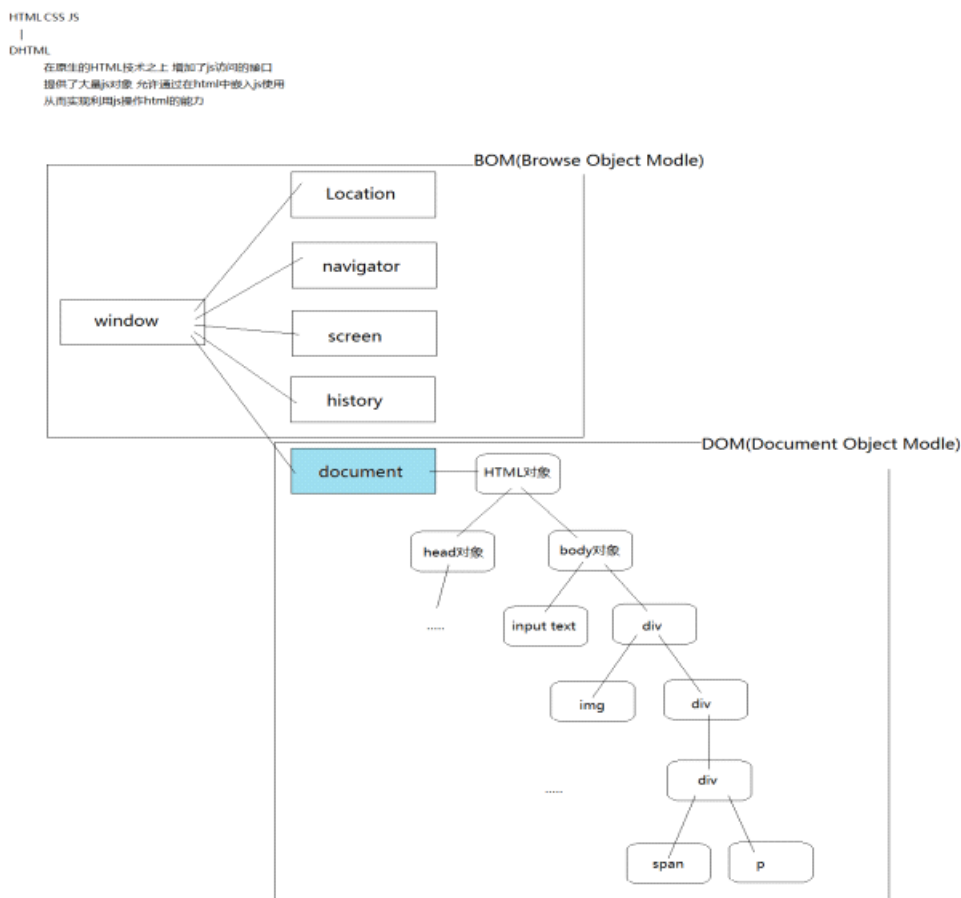 HTML CSS JS
DHTML
在原生的HTML技术之上 增加了js访问的接口
提供了大量js对象 允许通过在html中嵌入js使用
从而实现利用js操作html的能力
BOM(Browse Object Modle)
Location
navigator
window
screen
history
DOM(Document Object Modle)
document
HTML对象
head对象
body对象
.....
input text
div
img
div
.....
div
span
p